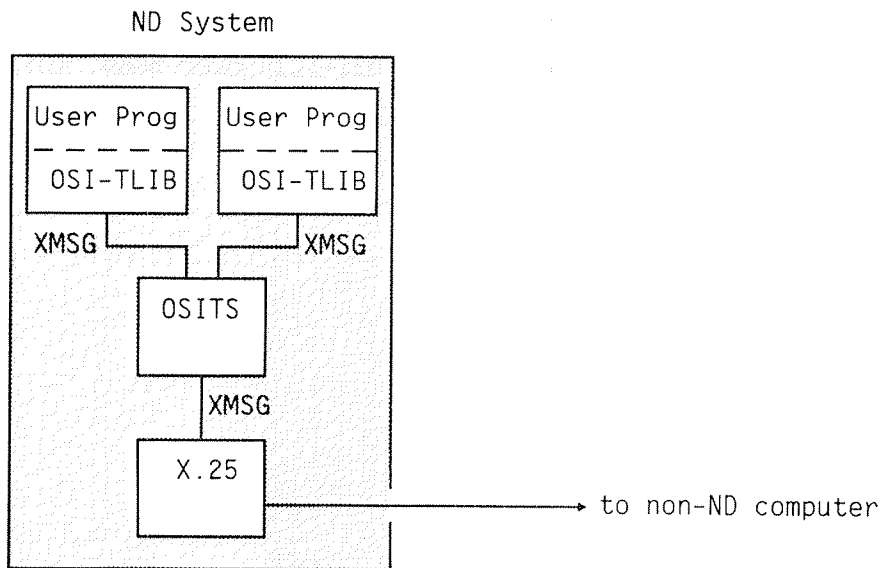 ND System
User Prog
OSI-TLIB
User Prog
OSI-TLIB
XMSG
XMSG
OSITS
XMSG
X.25
to non-ND computer